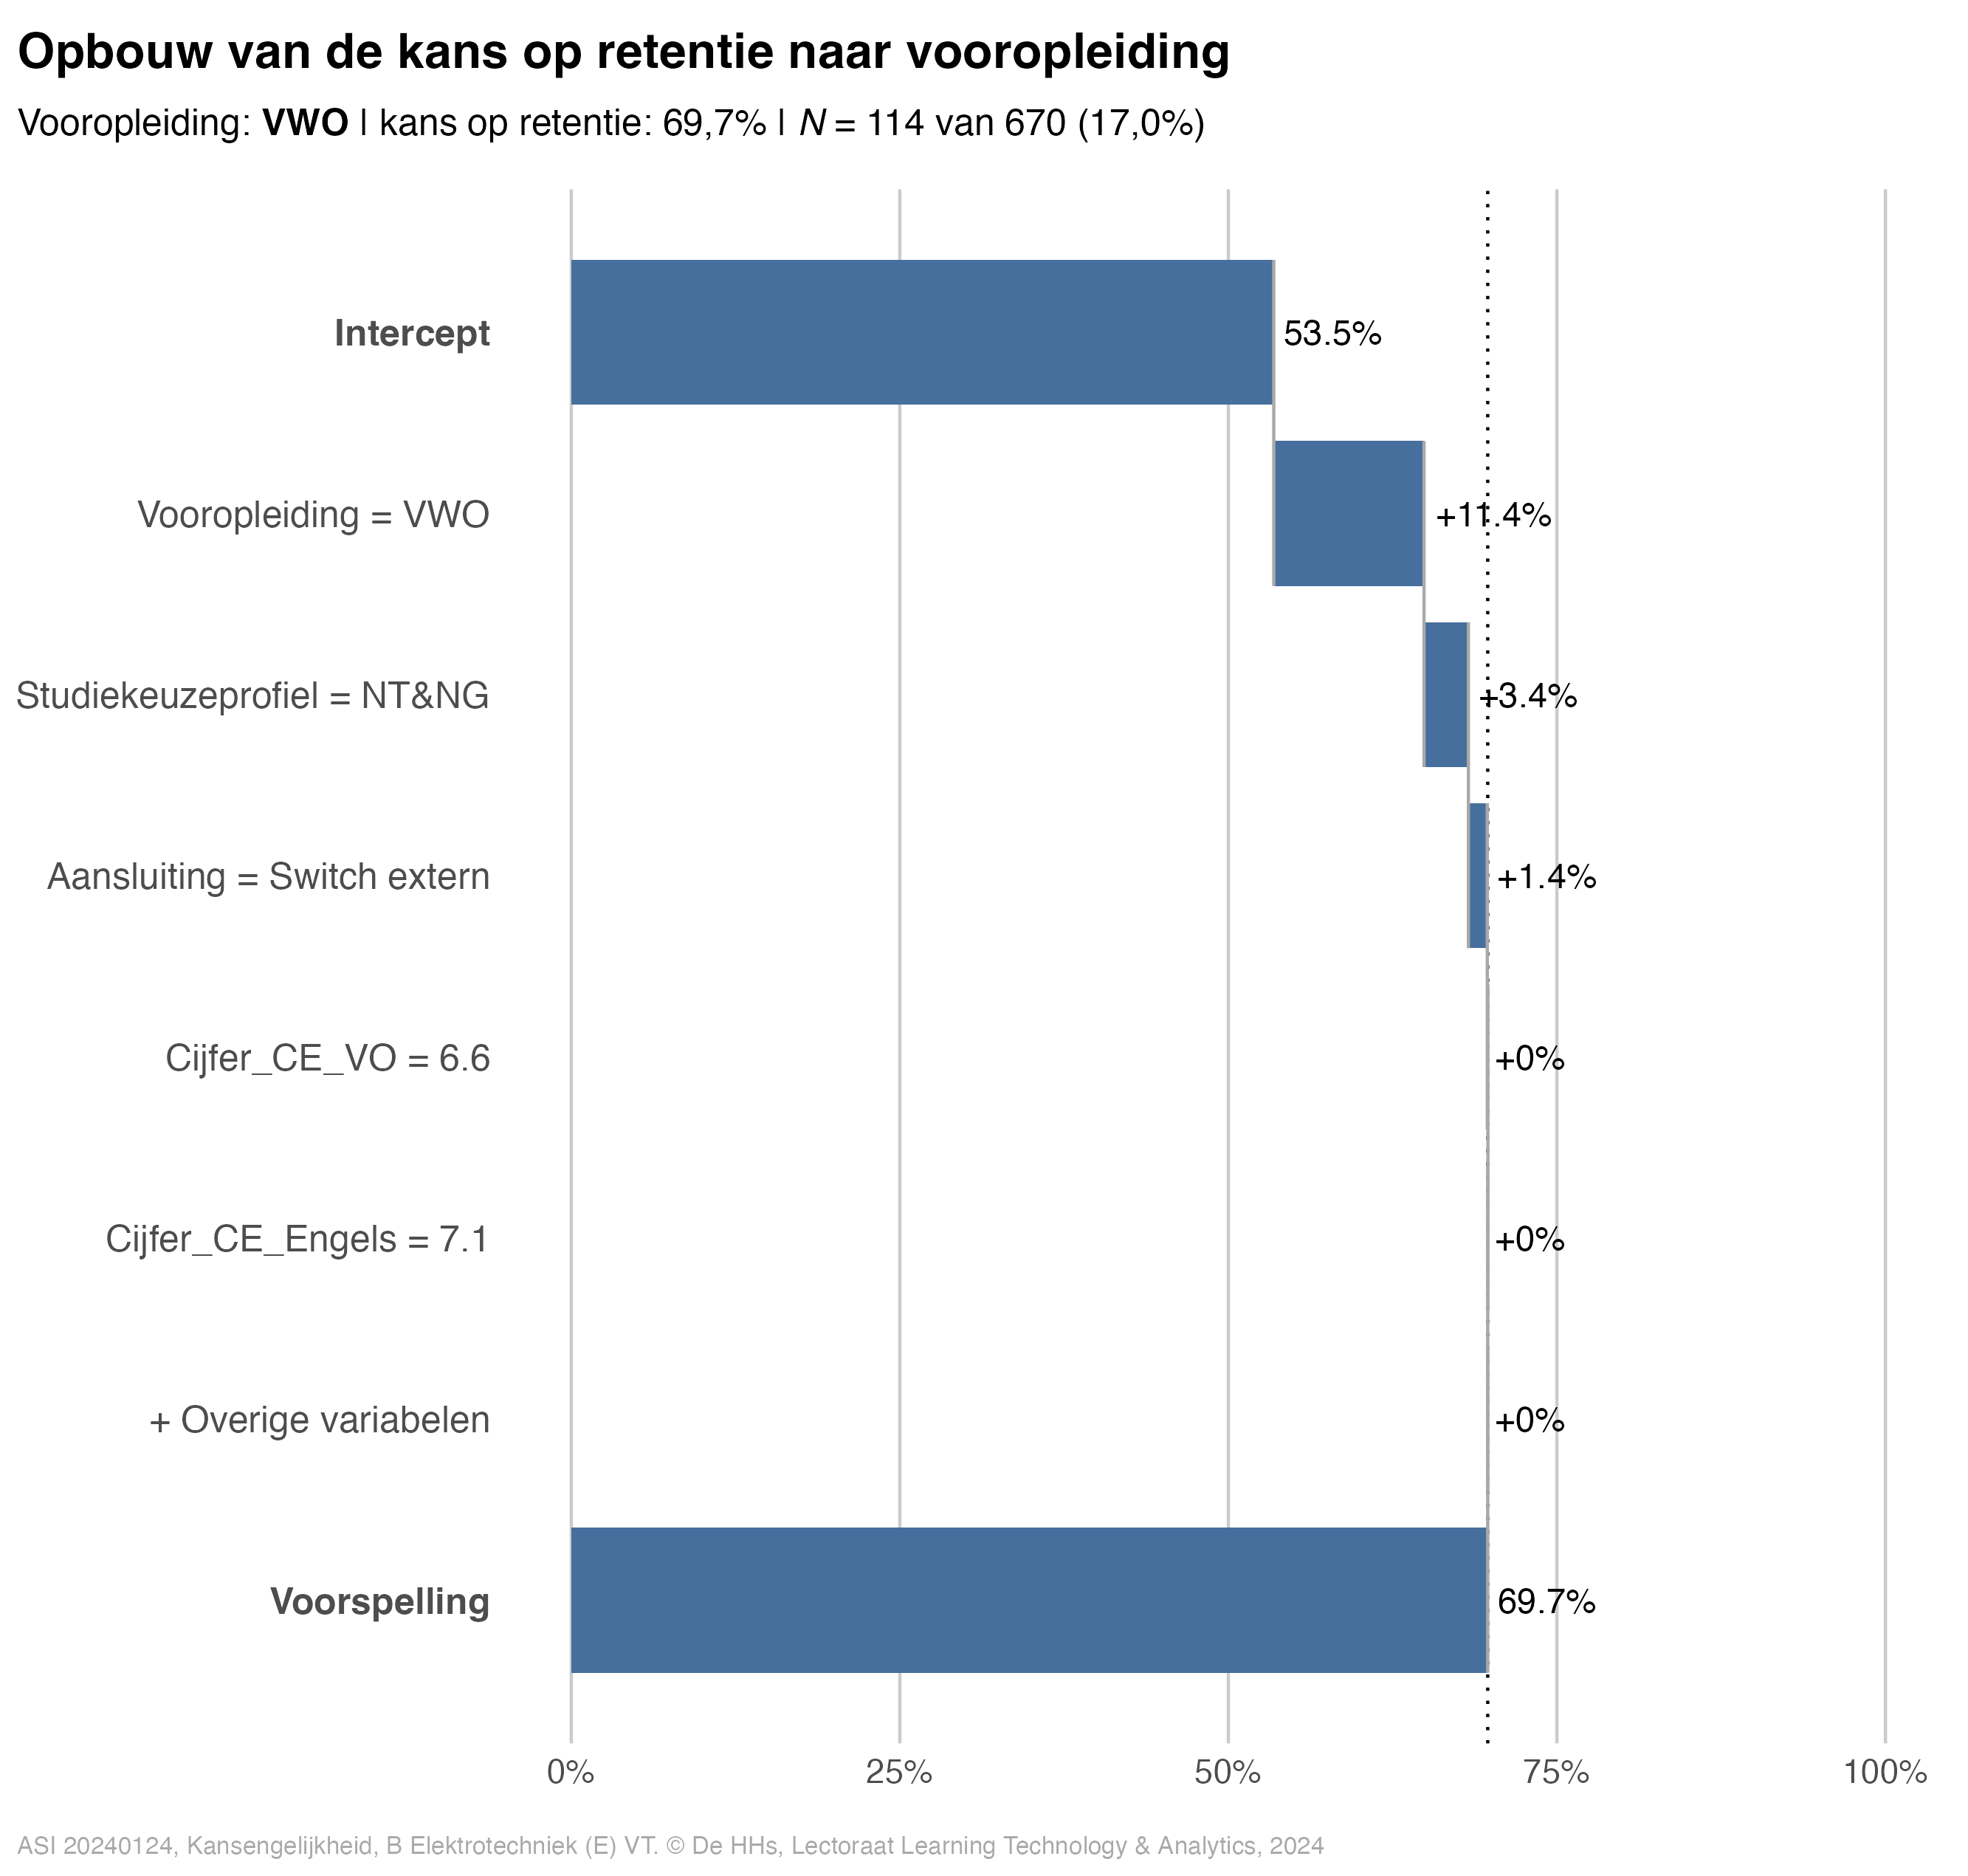 Opbouw van de kans op retentie naar vooropleiding
Vooropleiding: VWO | kans op retentie: 69,7% | N = 114 van 670 (17,0%)
Intercept
53.5%
Vooropleiding = VWO
+11.4%
Studiekeuzeprofiel = NT&NG
+3.4%
Aansluiting = Switch extern
+1.4%
Cijfer_CE_VO = 6.6
+0%
Cijfer_CE_Engels = 7.1
+0%
+ Overige variabelen
+0%
Voorspelling
69.7%
0% 25% 50% 75% 100%
ASI 20240124, Kansengelijkheid, B Elektrotechniek (E) VT. © De HHs, Lectoraat Learning Technology & Analytics, 2024